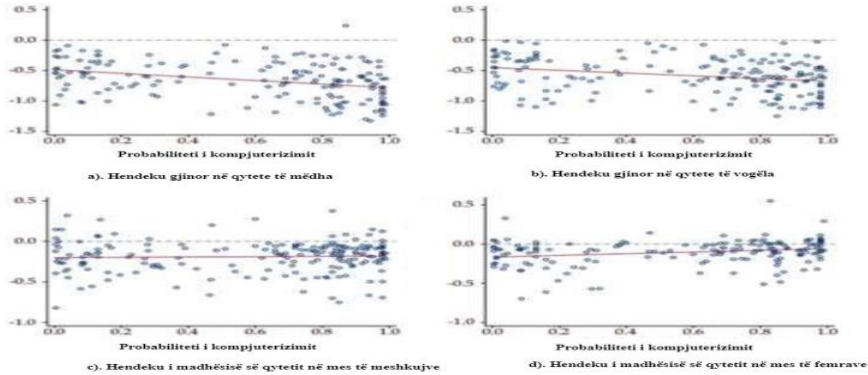 0.5
0.0
-0.5
-1.0
-1.5
0.0 0.2 0.4 0.6 0.8 1.0
Probabiliteti i kompjuterizimit
a). Hendeku gjinor në qytete të mëdha
0.5
0.0
-0.5
-1.0
-1.5
0.0 0.2 0.4 0.6 0.8 1.0
Probabiliteti i kompjuterizimit
b). Hendeku gjinor në qytete të vogëla
0.5
0.0
-0.5
-1.0
0.0 0.2 0.4 0.6 0.8 1.0
Probabiliteti i kompjuterizimit
c). Hendeku i madhësisë së qytetit në mes të meshkujve
0.5
0.0
-0.5
-1.0
0.0 0.2 0.4 0.6 0.8 1.0
Probabiliteti i kompjuterizimit
d). Hendeku i madhësisë së qytetit në mes të femrave